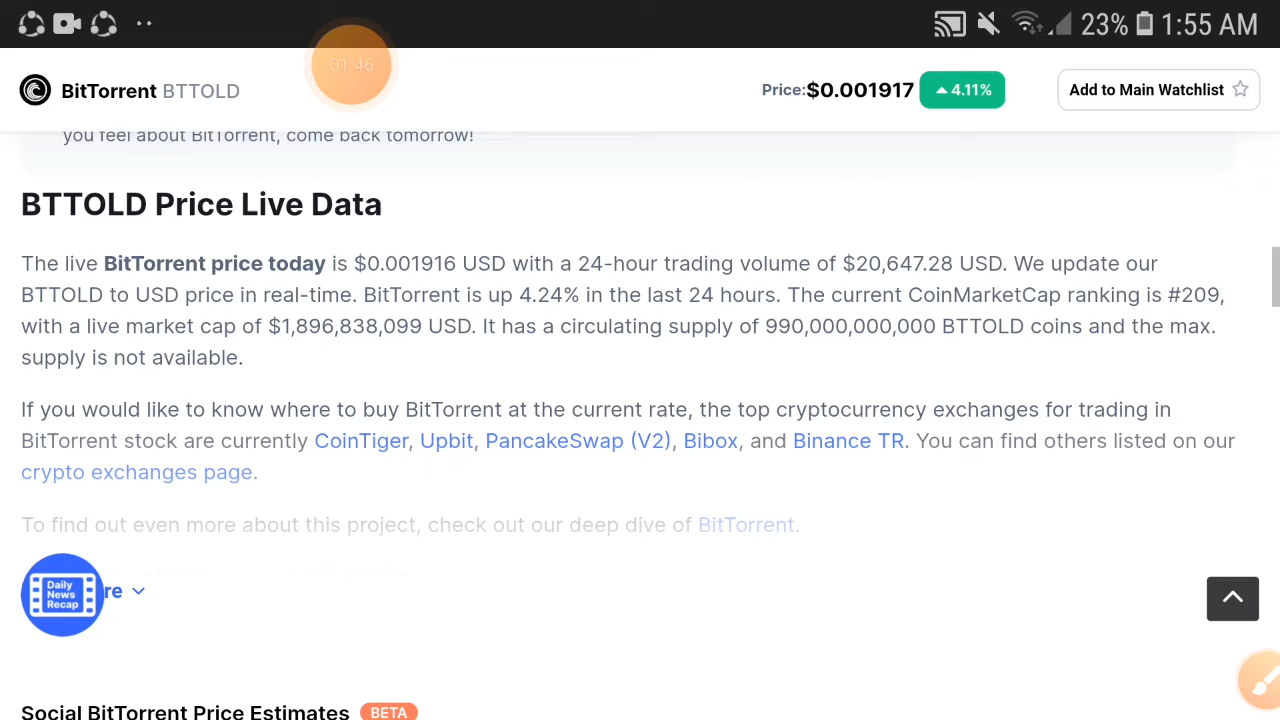 23% 1:55 AM
01:46
BitTorrent BTTOLD
Price:$0.001917 4.11%
Add to Main Watchlist
you feel about BitTorrent, come back tomorrow!
BTTOLD Price Live Data
The live BitTorrent price today is $0.001916 USD with a 24-hour trading volume of $20,647.28 USD. We update our
BTTOLD to USD price in real-time. BitTorrent is up 4.24% in the last 24 hours. The current CoinMarketCap ranking is #209,
with a live market cap of $1,896,838,099 USD. It has a circulating supply of 990,000,000,000 BTTOLD coins and the max.
supply is not available.
If you would like to know where to buy BitTorrent at the current rate, the top cryptocurrency exchanges for trading in
BitTorrent stock are currently CoinTiger, Upbit, PancakeSwap (V2), Bibox, and Binance TR. You can find others listed on our
crypto exchanges page.
To find out even more about this project, check out our deep dive of BitTorrent.
Daily
News
Recap
re
Social BitTorrent Price Estimates BETA